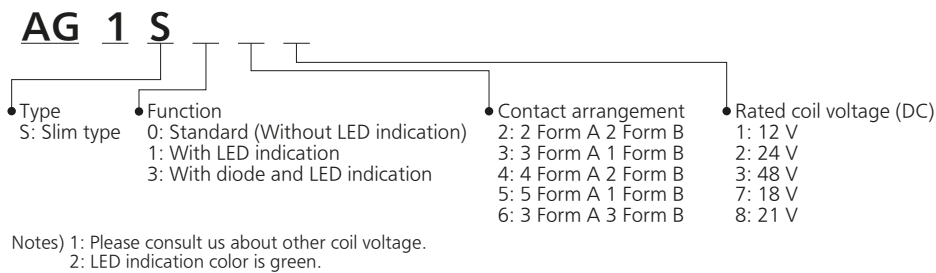 AG 1 S
Type
S: Slim type
Function
0: Standard (Without LED indication)
1: With LED indication
3: With diode and LED indication
Contact arrangement
2: 2 Form A 2 Form B
3: 3 Form A 1 Form B
4: 4 Form A 2 Form B
5: 5 Form A 1 Form B
6: 3 Form A 3 Form B
Rated coil voltage (DC)
1: 12 V
2: 24 V
3: 48 V
7: 18 V
8: 21 V
Notes) 1: Please consult us about other coil voltage.
2: LED indication color is green.